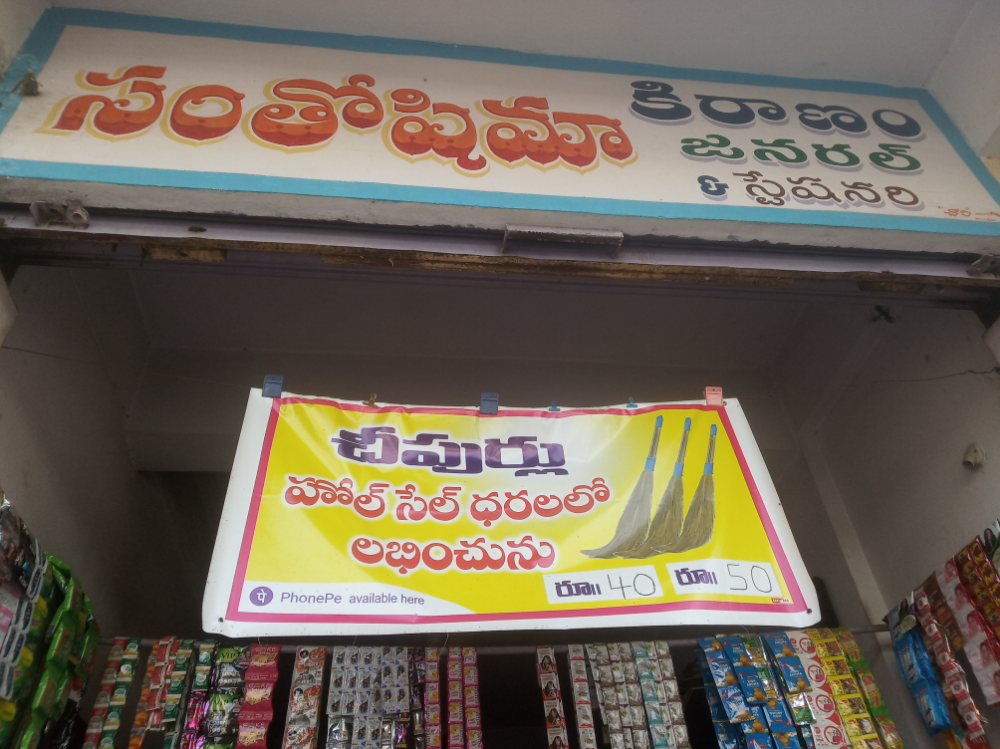 సంతోషిమా
కిరాణం
జనరల్
& స్టేషనరి
చీపుర్లు
హోల్ సేల్ ధరలలో
లభించును
రూ॥ 40 రూ॥ 50
PhonePe available here